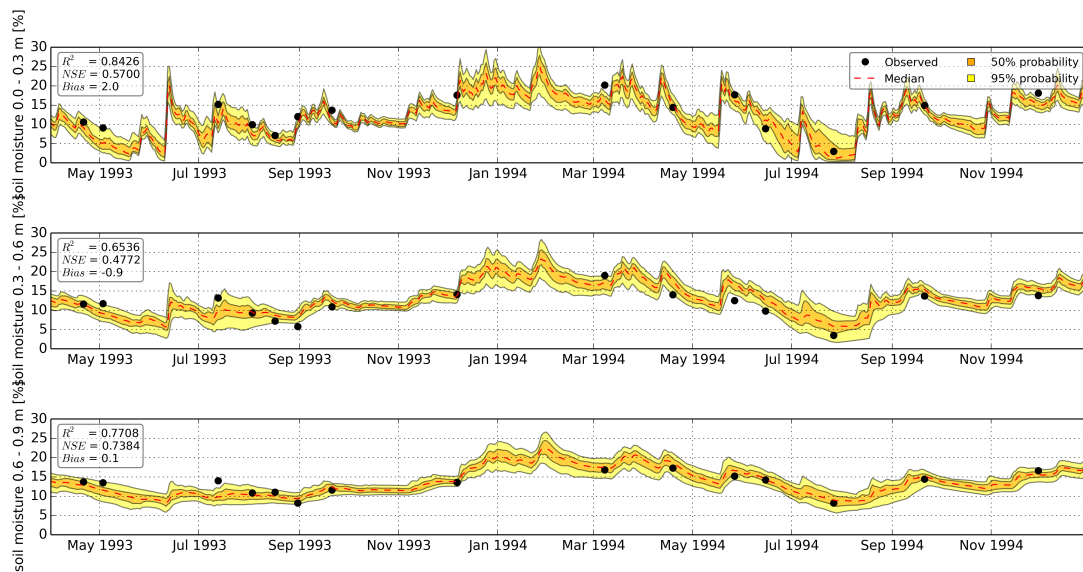 soil moisture 0.0 - 0.3 m [%]
30
25
20
15
10
5
0
R² = 0.8426
NSE = 0.5700
Bias = 2.0
Observed
Median
50% probability
95% probability
May 1993 Jul 1993 Sep 1993 Nov 1993 Jan 1994 Mar 1994 May 1994 Jul 1994 Sep 1994 Nov 1994
soil moisture 0.3 - 0.6 m [%]
30
25
20
15
10
5
0
R² = 0.6536
NSE = 0.4772
Bias = -0.9
May 1993 Jul 1993 Sep 1993 Nov 1993 Jan 1994 Mar 1994 May 1994 Jul 1994 Sep 1994 Nov 1994
soil moisture 0.6 - 0.9 m [%]
30
25
20
15
10
5
0
R² = 0.7708
NSE = 0.7384
Bias = 0.1
May 1993 Jul 1993 Sep 1993 Nov 1993 Jan 1994 Mar 1994 May 1994 Jul 1994 Sep 1994 Nov 1994